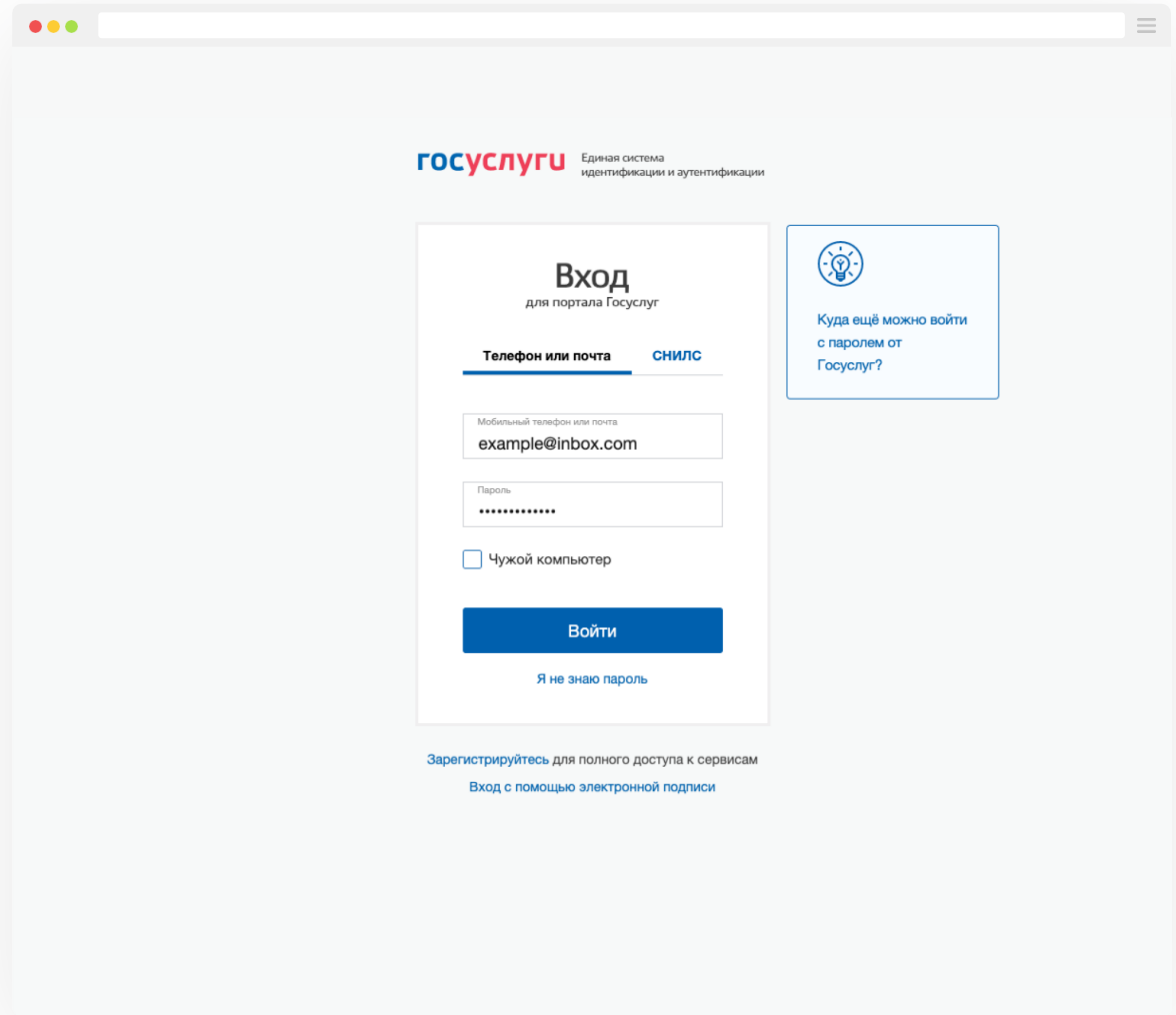 госуслуги
Единая система
идентификации и аутентификации
Вход
для портала Госуслуг
Телефон или почта
СНИЛС
Мобильный телефон или почта
example@inbox.com
Пароль
•••••••••••••
Чужой компьютер
Войти
Я не знаю пароль
Куда ещё можно войти
с паролем от
Госуслуг?
Зарегистрируйтесь для полного доступа к сервисам
Вход с помощью электронной подписи